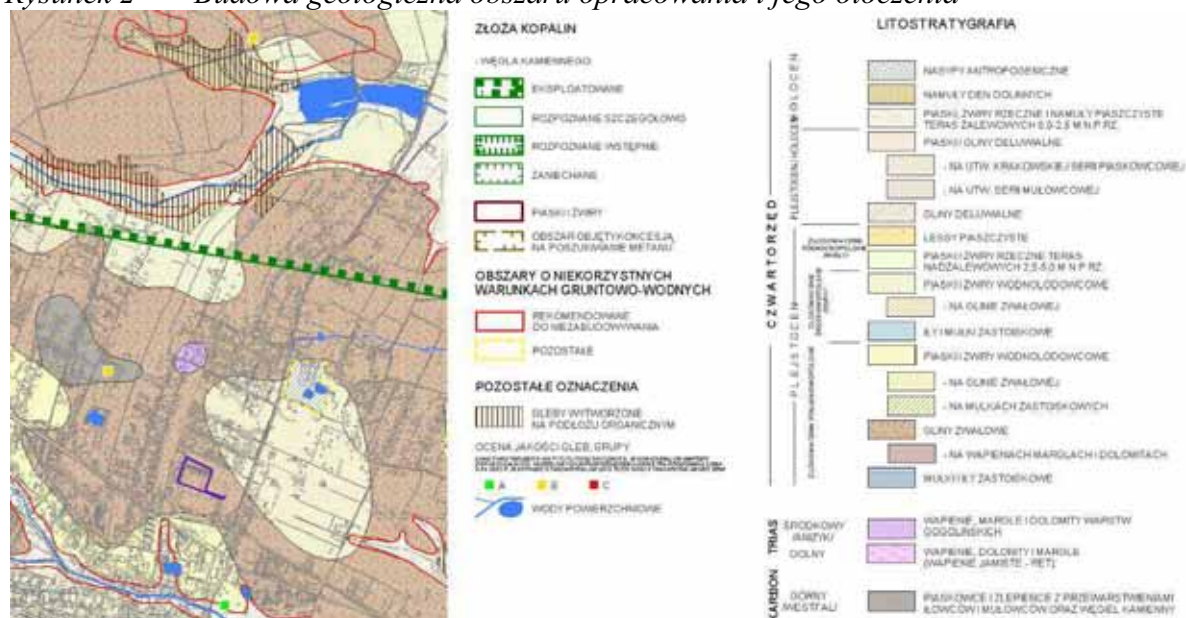 Rysunek 2 Budowa geologiczna obszaru opracowania i jego otoczenia
ZŁOŻA KOPALIN
- WĘGLA KAMIENNEGO:
EKSPLOATOWANE
ROZPOZNANE SZCZEGÓŁOWO
ROZPOZNANE WSTĘPNIE
ZANIECHANE
PIASKI I ŻWIRY
OBSZAR OBJĘTY KONCESJĄ
NA POSZUKIWANIE METANU
OBSZARY O NIEKORZYSTNYCH
WARUNKACH GRUNTOWO-WODNYCH
REKOMENDOWANE
DO NIEZABUDOWYWANIA
POZOSTAŁE
POZOSTAŁE OZNACZENIA
GLEBY WYTWORZONE
NA PODŁOŻU ORGANICZNYM
OCENA JAKOŚCI GLEB, GRUPY
A B C
WODY POWIERZCHNIOWE
LITOSTRATYGRAFIA
CZWARTORZĘD
PLEJSTOCEN/HOLOCEN
HOLOCEN
PLEJSTOCEN
NASYPY ANTROPOGENICZNE
NAMUŁY DEN DOLINNYCH
PIASKI, ŻWIRY RZECZNE I NAMUŁY PIASZCZYSTE
TERAS ZALEWOWYCH 0,0-2,5 M N.P. RZ.
PIASKI I GLINY DELUWIALNE
- NA UTW. KRAKOWSKIEJ SERII PIASKOWCOWEJ
- NA UTW. SERII MUŁOWCOWEJ
GLINY DELUWIALNE
LESSY PIASZCZYSTE
PIASKI I ŻWIRY RZECZNE TERAS
NADZALEWOWYCH 2,5-5,0 M N.P. RZ.
PIASKI I ŻWIRY WODNOLODOWCOWE
- NA GLINIE ZWAŁOWEJ
IŁY I MUŁKI ZASTOISKOWE
PIASKI I ŻWIRY WODNOLODOWCOWE
- NA GLINIE ZWAŁOWEJ
- NA MUŁKACH ZASTOISKOWYCH
GLINY ZWAŁOWE
- NA WAPIENIACH MARGLACH I DOLOMITACH
MUŁKI I IŁY ZASTOISKOWE
TRIAS
ŚRODKOWY
/ANIZYK/
DOLNY
WAPIENIE, MARGLE I DOLOMITY WARSTW
GOGOLIŃSKICH
WAPIENIE, DOLOMITY I MARGLE
(WAPIENIE JAMISTE - RET)
KARBON
GÓRNY
/WESTFAL/
PIASKOWCE I ZLEPIEŃCE Z PRZEWARSTWIENIAMI
IŁOWCÓW I MUŁOWCÓW ORAZ WĘGIEL KAMIENNY